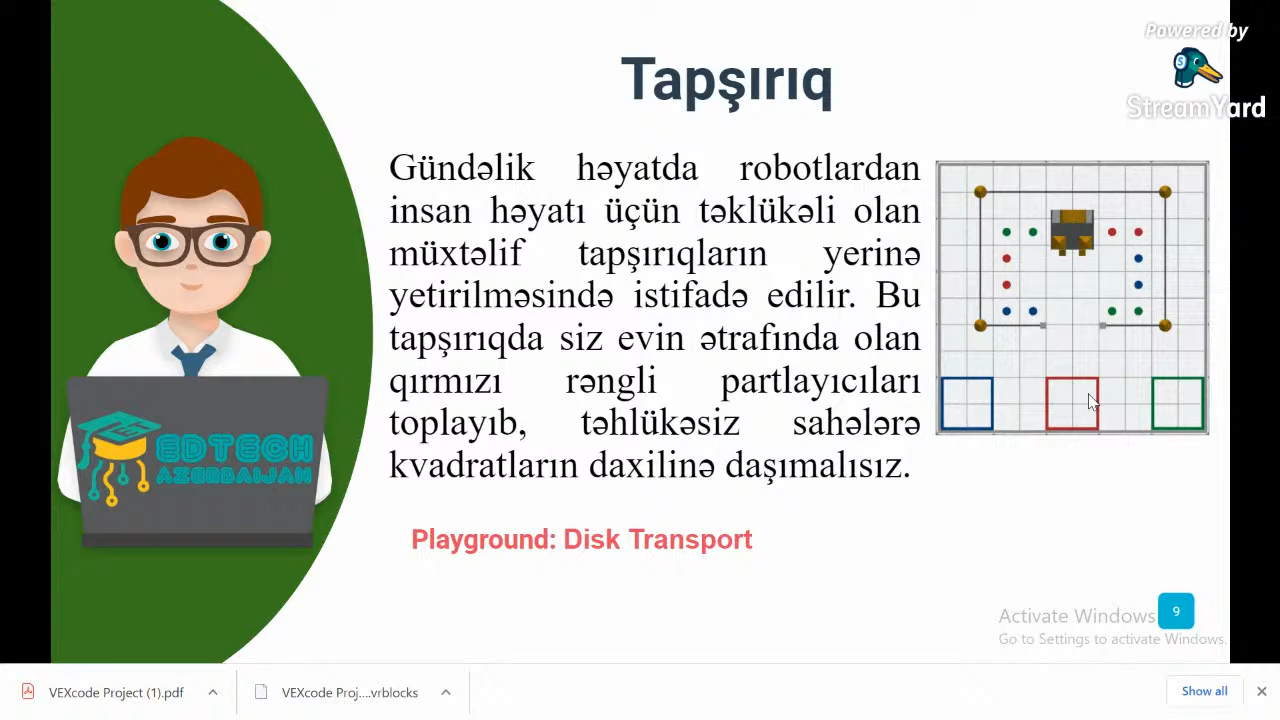 Powered by
StreamYard
Tapşırıq
Gündəlik həyatda robotlardan
insan həyatı üçün təklükəli olan
müxtəlif tapşırıqların yerinə
yetirilməsində istifadə edilir. Bu
tapşırıqda siz evin ətrafında olan
qırmızı rəngli partlayıcıları
toplayıb, təhlükəsiz sahələrə
kvadratların daxilinə daşımalısız.
Playground: Disk Transport
EDTECH
AZERBAIJAN
Activate Windows
Go to Settings to activate Windows.
9
VEXcode Project (1).pdf
VEXcode Proj....vrblocks
Show all